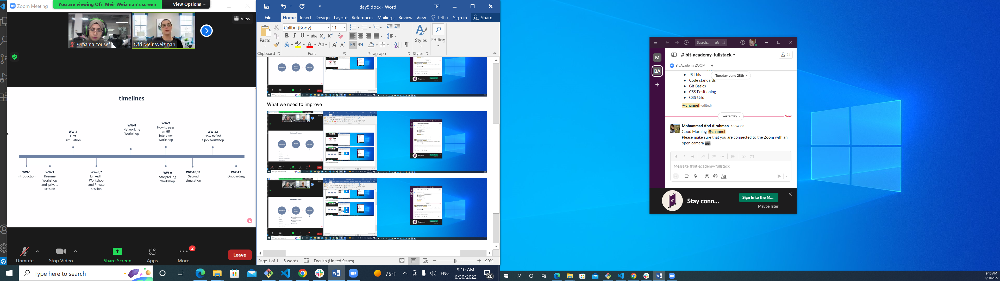 Zoom Meeting
You are viewing Ofri Meir Weizman's screen
View Options
View
Omama Yousef
Ofri Meir Weizman
timelines
WW-5
First
simulation
WW-8
Networking
Workshop
WW-9
How to pass
an HR
interview
Workshop
WW-12
How to find
a job Workshop
WW-1
introduction
WW-3
Resume
Workshop
and private
session
WW-6,7
LinkedIn
Workshop
and Private
session
WW-9
StoryTelling
Workshop
WW-10,11
Second
simulation
WW-13
Onboarding
Unmute
Stop Video
Share Screen
Apps
2
More
Leave
day5.docx - Word
File Home Insert Design Layout References Mailings Review View Tell me Sign in Share
Paste
Calibri (Body) 11
Styles
Editing
Clipboard Font Paragraph Styles
What we need to improve
Page 1 of 1 5 words English (United States) 90%
Type here to search
75°F
ENG
9:10 AM
6/30/2022
20
Search...
M
BA
# bit-academy-fullstack
24
Bit Academy ZOOM
Tuesday, June 28th
JS This
Code standards
Git Basics
CSS Positioning
CSS Grid
@channel (edited)
Yesterday
New
Mohammad Abd Alrahman 10:54 PM
Good Morning @channel
Please make sure that you are connected to the Zoom with an
open camera
Message #bit-academy-fullstack
Stay conn...
Sign In to the M...
Maybe later
9:10 AM
6/30/2022